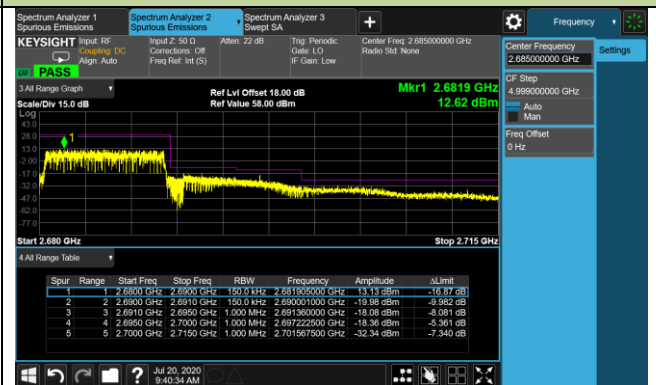 Spectrum Analyzer 1
Spurious Emissions
Spectrum Analyzer 2
Spurious Emissions
Spectrum Analyzer 3
Swept SA
+
Frequency
KEYSIGHT
Input: RF
Coupling: DC
Align: Auto
Input Z: 50 Ω
Corrections: Off
Freq Ref: Int (S)
Atten: 22 dB
Trig: Periodic
Gate: LO
IF Gain: Low
Center Freq: 2.685000000 GHz
Radio Std: None
PASS
Center Frequency
2.685000000 GHz
Settings
CF Step
4.999000000 GHz
Auto
Man
Freq Offset
0 Hz
3 All Range Graph
Scale/Div 15.0 dB
Ref Lvl Offset 18.00 dB
Ref Value 58.00 dBm
Mkr1 2.6819 GHz
12.62 dBm
Log
43.0
28.0
13.0
-2.00
-17.0
-32.0
-47.0
-62.0
-77.0
1
Start 2.680 GHz
Stop 2.715 GHz
4 All Range Table
Spur Range Start Freq Stop Freq RBW Frequency Amplitude ΔLimit
1 1 2.6800 GHz 2.6900 GHz 150.0 kHz 2.681905000 GHz 13.13 dBm -16.87 dB
2 2 2.6900 GHz 2.6910 GHz 150.0 kHz 2.690001000 GHz -19.98 dBm -9.982 dB
3 3 2.6910 GHz 2.6950 GHz 1.000 MHz 2.691360000 GHz -18.08 dBm -8.081 dB
4 4 2.6950 GHz 2.7000 GHz 1.000 MHz 2.697222500 GHz -18.36 dBm -5.361 dB
5 5 2.7000 GHz 2.7150 GHz 1.000 MHz 2.701567500 GHz -32.34 dBm -7.340 dB
?
Jul 20, 2020
9:40:34 AM